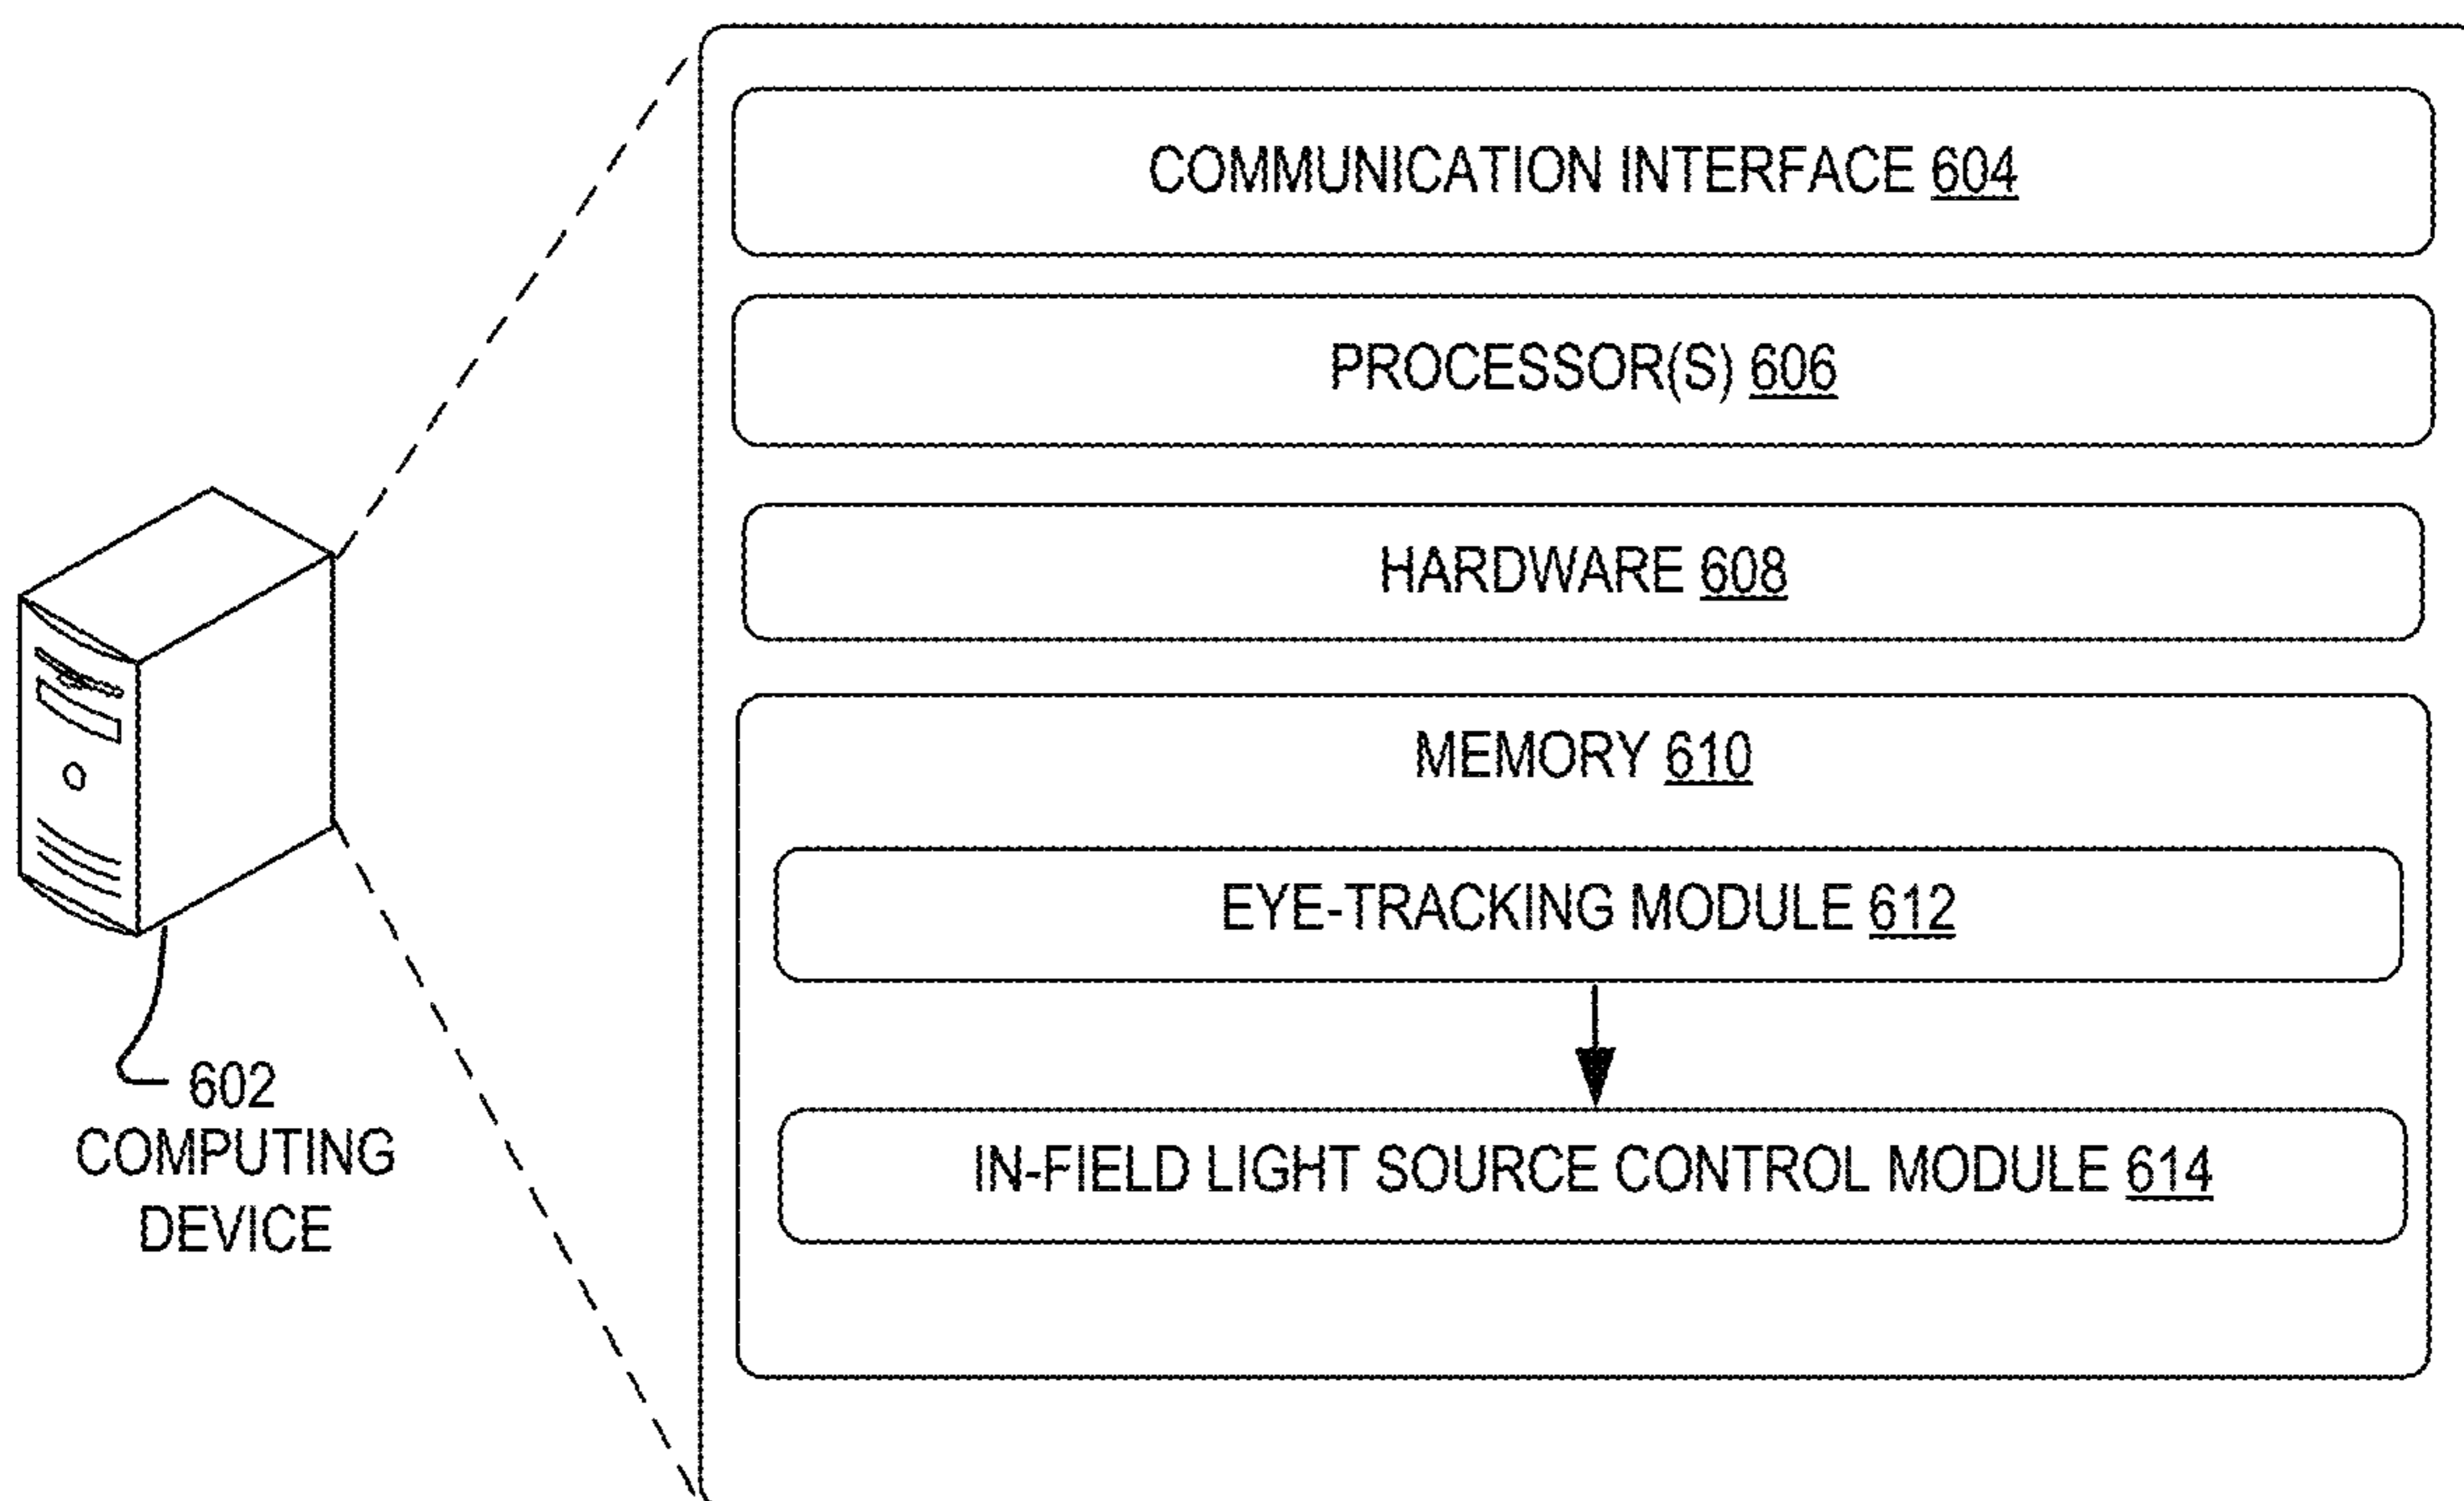 COMMUNICATION INTERFACE 604
PROCESSOR(S) 606
HARDWARE 608
MEMORY 610
EYE-TRACKING MODULE 612
IN-FIELD LIGHT SOURCE CONTROL MODULE 614
602
COMPUTING
DEVICE